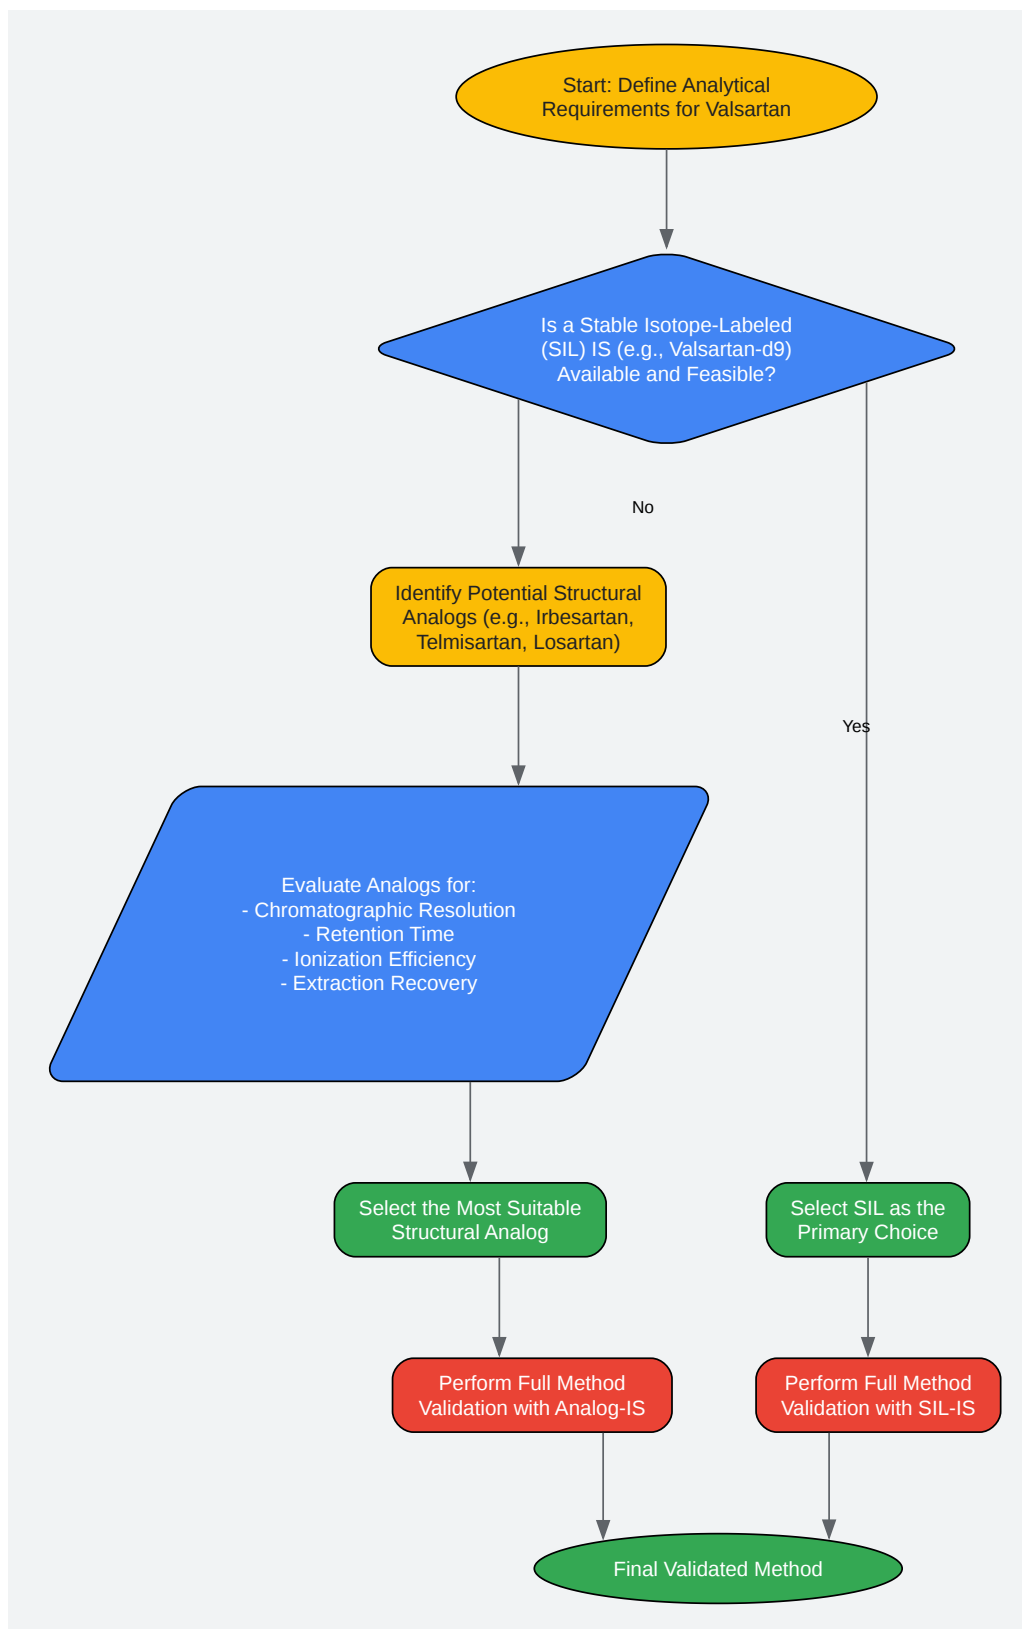 Start: Define Analytical
Requirements for Valsartan
Is a Stable Isotope-Labeled
(SIL) IS (e.g., Valsartan-d9)
Available and Feasible?
No
Identify Potential Structural
Analogs (e.g., Irbesartan,
Telmisartan, Losartan)
Yes
Evaluate Analogs for:
- Chromatographic Resolution
- Retention Time
- Ionization Efficiency
- Extraction Recovery
Select the Most Suitable
Structural Analog
Select SIL as the
Primary Choice
Perform Full Method
Validation with Analog-IS
Perform Full Method
Validation with SIL-IS
Final Validated Method